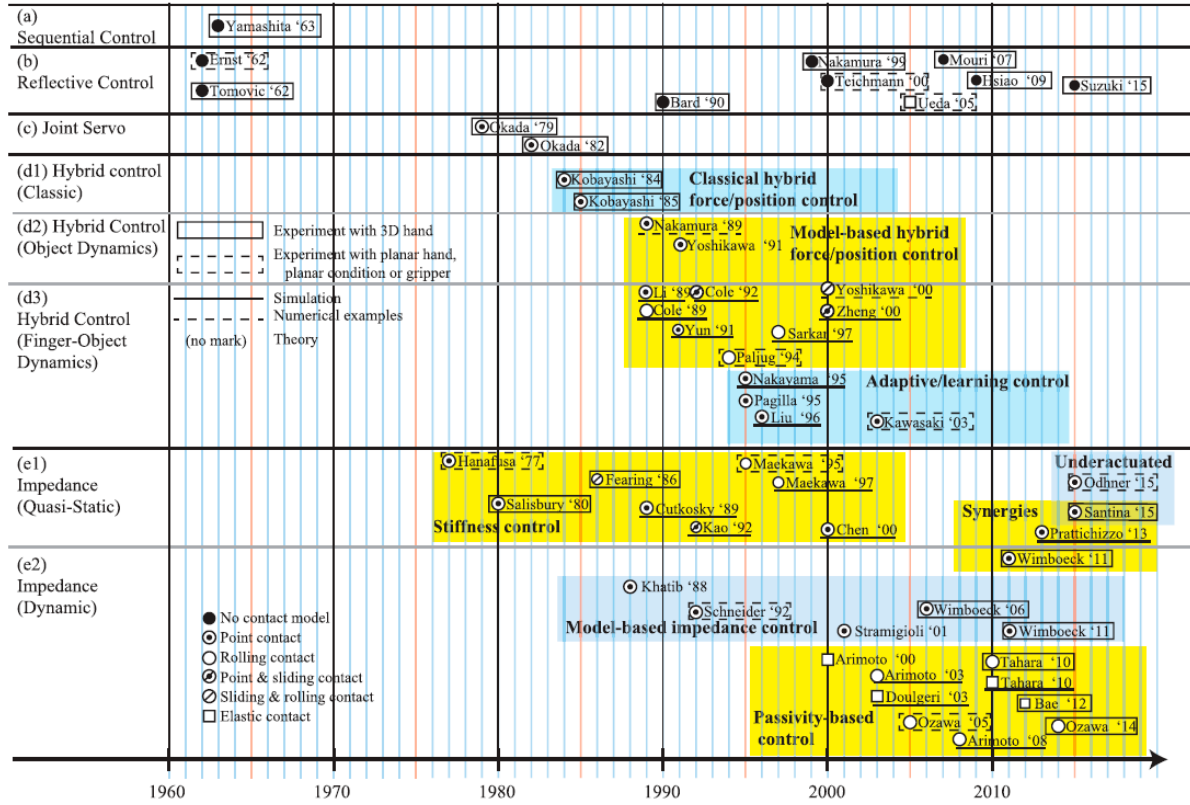 (a)
Sequential Control
Yamashita ‘63
(b)
Reflective Control
Ernst ‘62
Tomovic ‘62
Bard ‘90
Nakamura ‘99
Teichmann ‘00
Ueda ‘05
Mouri ‘07
Hsiao ‘09
Suzuki ‘15
(c) Joint Servo
Okada ‘79
Okada ‘82
(d1) Hybrid control
(Classic)
Kobayashi ‘84
Kobayashi ‘85
Classical hybrid
force/position control
(d2) Hybrid Control
(Object Dynamics)
Experiment with 3D hand
Experiment with planar hand,
planar condition or gripper
Nakamura ‘89
Yoshikawa ‘91
Model-based hybrid
force/position control
(d3)
Hybrid Control
(Finger-Object
Dynamics)
Simulation
Numerical examples
(no mark) Theory
Li ‘89
Cole ‘92
Yoshikawa ‘00
Cole ‘89
Zheng ‘00
Yun ‘91
Sarkar ‘97
Paljug ‘94
Nakayama ‘95
Adaptive/learning control
Pagilla ‘95
Liu ‘96
Kawasaki ‘03
(e1)
Impedance
(Quasi-Static)
Hanafusa ‘77
Maekawa ‘95
Fearing ‘86
Maekawa ‘97
Salisbury ‘80
Cutkosky ‘89
Stiffness control
Kao ‘92
Chen ‘00
Underactuated
Odhner ‘15
Synergies
Santina ‘15
Prattichizzo ‘13
Wimboeck ‘11
(e2)
Impedance
(Dynamic)
Khatib ‘88
Schneider ‘92
Wimboeck ‘06
Model-based impedance control
Stramigioli ‘01
Wimboeck ‘11
No contact model
Point contact
Rolling contact
Point & sliding contact
Sliding & rolling contact
Elastic contact
Arimoto ‘00
Tahara ‘10
Arimoto ‘03
Tahara ‘10
Doulgeri ‘03
Bae ‘12
Passivity-based
control
Ozawa ‘05
Ozawa ‘14
Arimoto ‘08
1960 1970 1980 1990 2000 2010